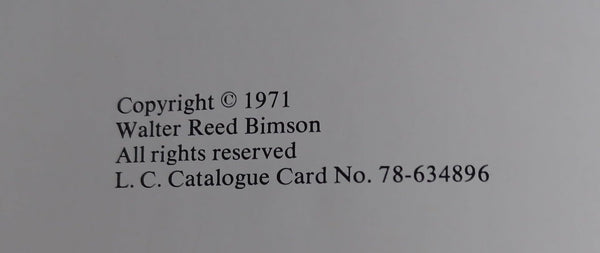 Copyright © 1971
Walter Reed Bimson
All rights reserved
L. C. Catalogue Card No. 78-634896